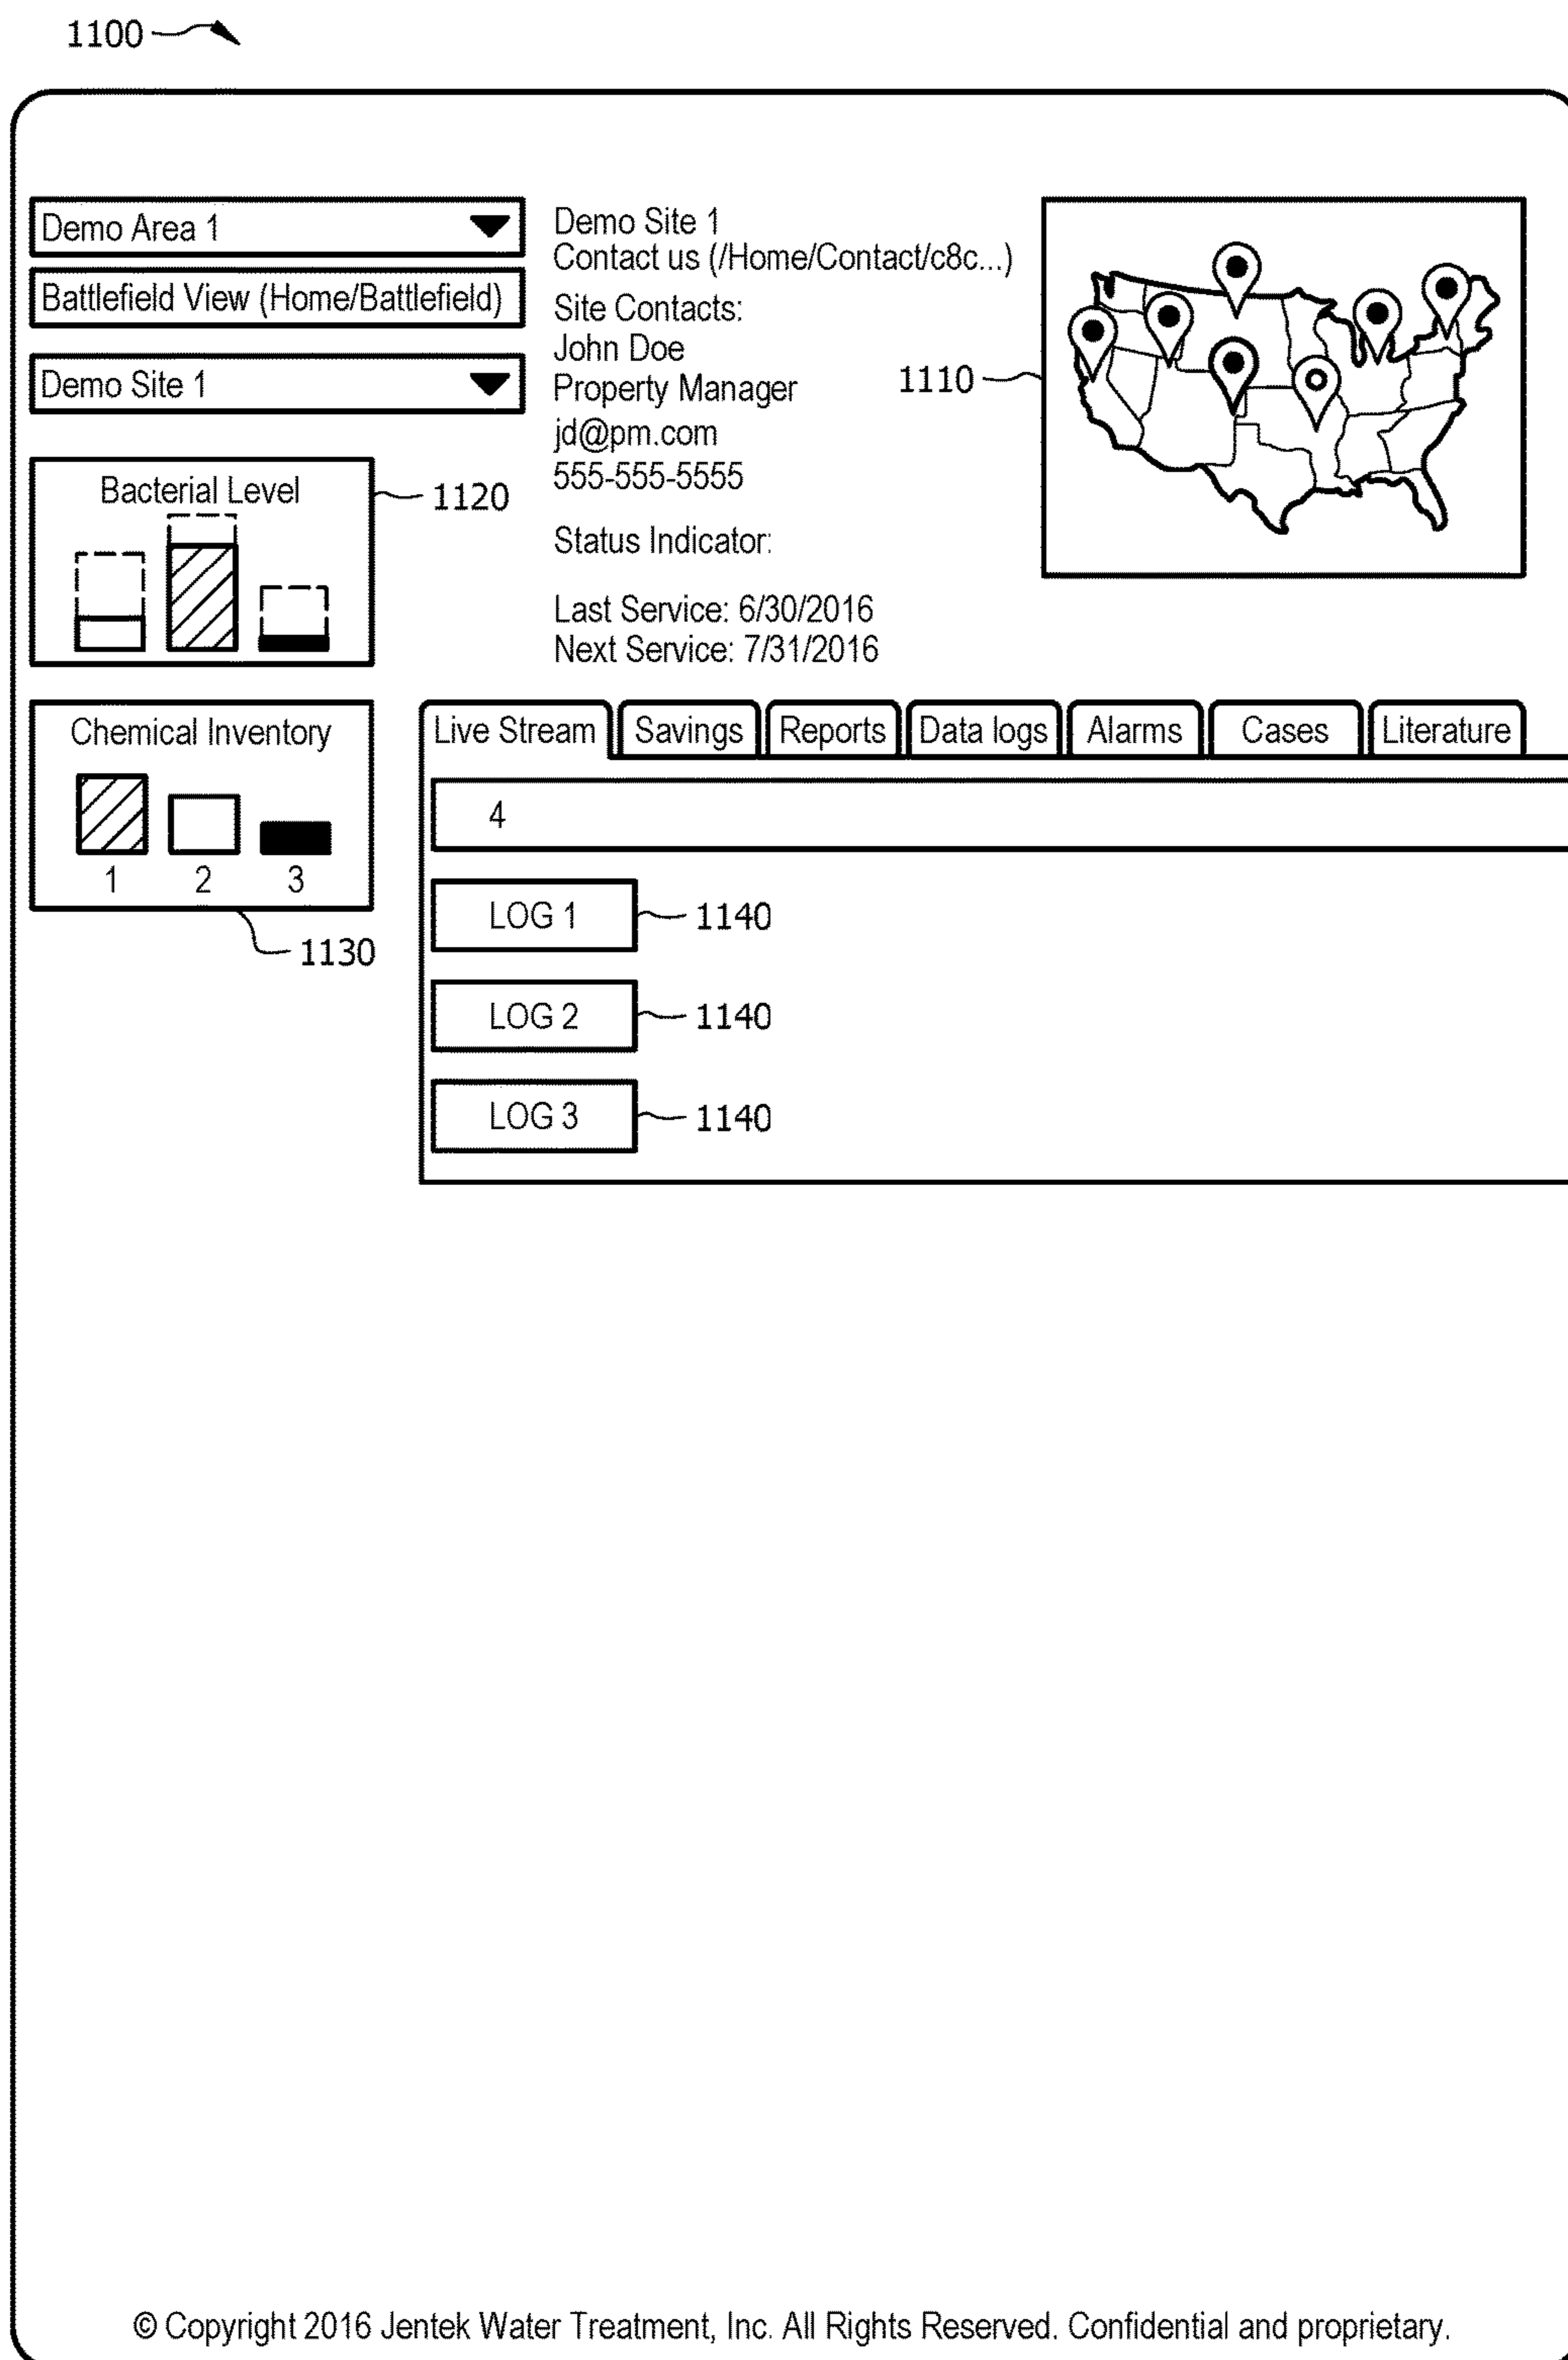 1100
Demo Area 1
Battlefield View (Home/Battlefield)
Demo Site 1
Demo Site 1
Contact us (/Home/Contact/c8c...)
Site Contacts:
John Doe
Property Manager
jd@pm.com
555-555-5555
Status Indicator:
Last Service: 6/30/2016
Next Service: 7/31/2016
1110
Bacterial Level
1120
Chemical Inventory
1 2 3
1130
Live Stream Savings Reports Data logs Alarms Cases Literature
4
LOG 1 1140
LOG 2 1140
LOG 3 1140
© Copyright 2016 Jentek Water Treatment, Inc. All Rights Reserved. Confidential and proprietary.